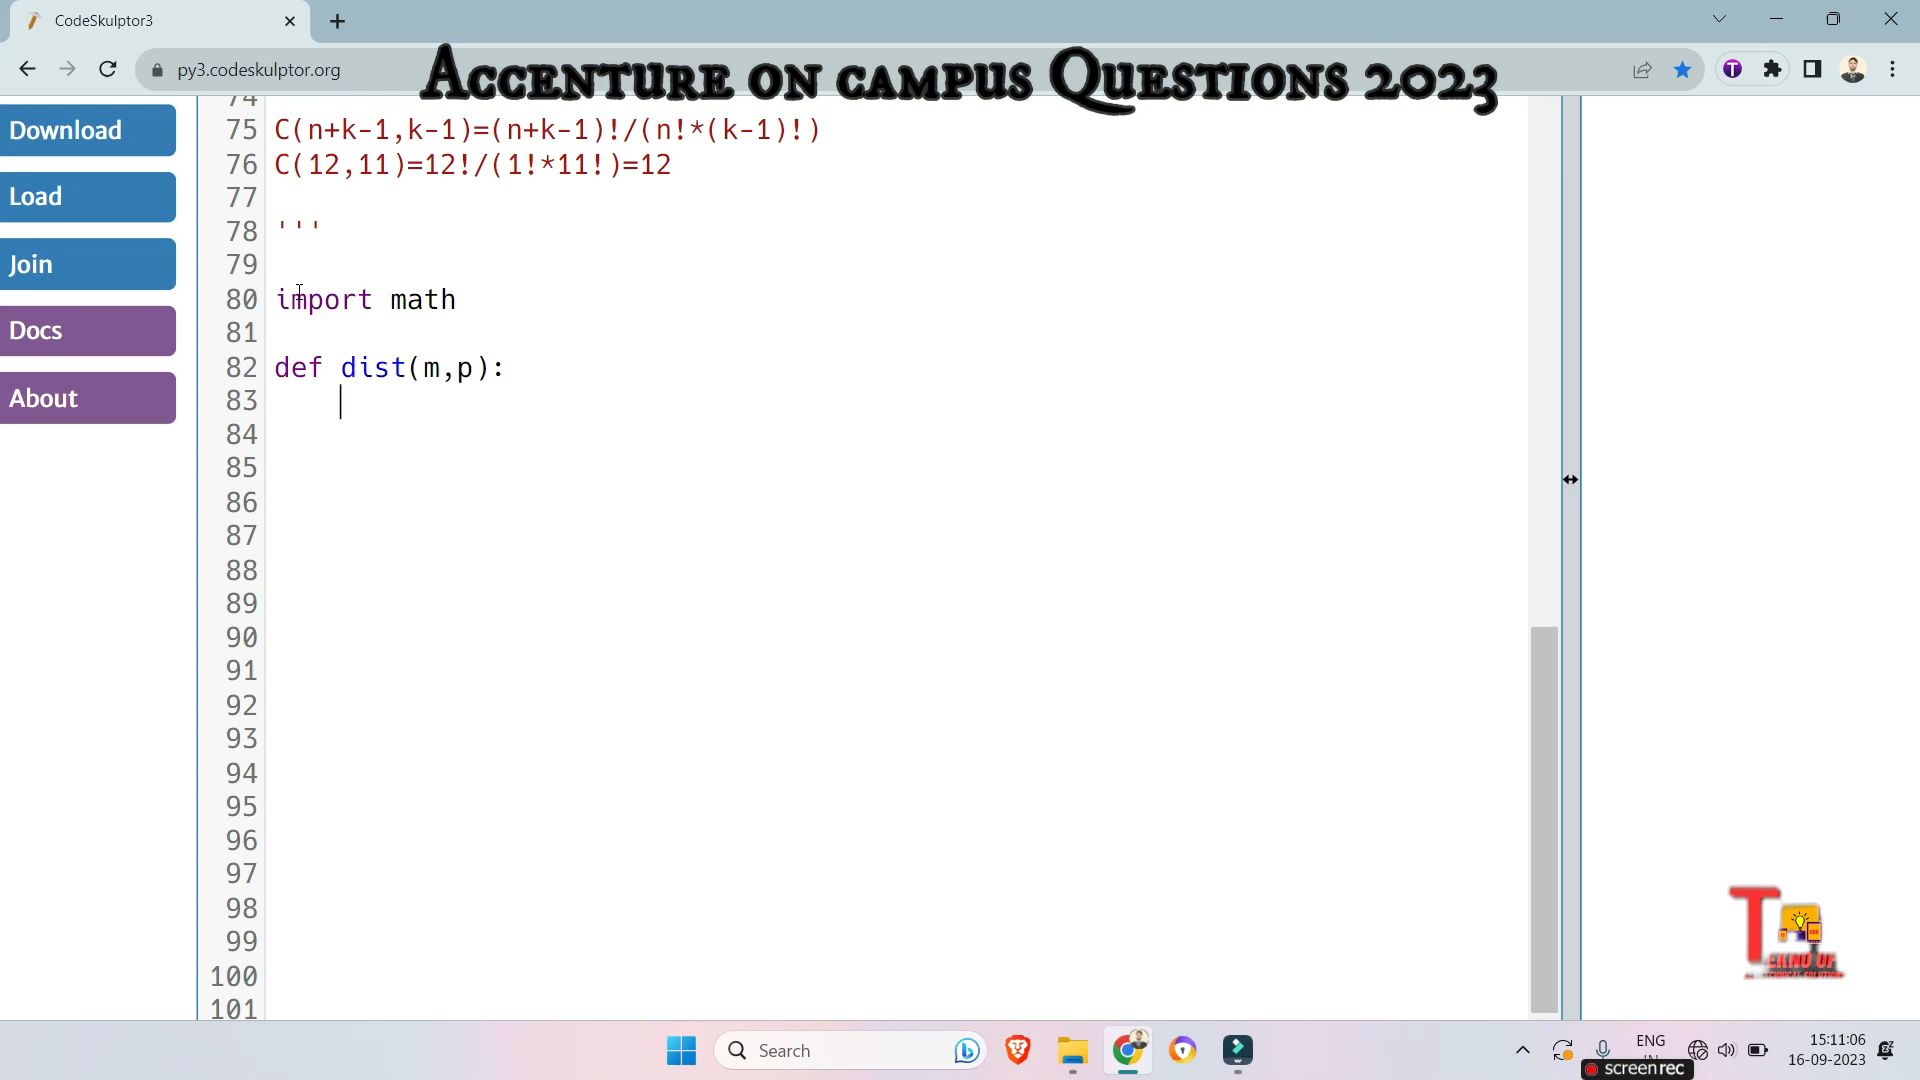 CodeSkulptor3
py3.codeskulptor.org
Accenture on campus Questions 2023
Download
Load
Join
Docs
About
74
75 C(n+k-1,k-1)=(n+k-1)!/(n!*(k-1)!)
76 C(12,11)=12!/(1!*11!)=12
77
78 '''
79
80 import math
81
82 def dist(m,p):
83
84
85
86
87
88
89
90
91
92
93
94
95
96
97
98
99
100
101
Search
ENG
15:11:06
16-09-2023
screenrec